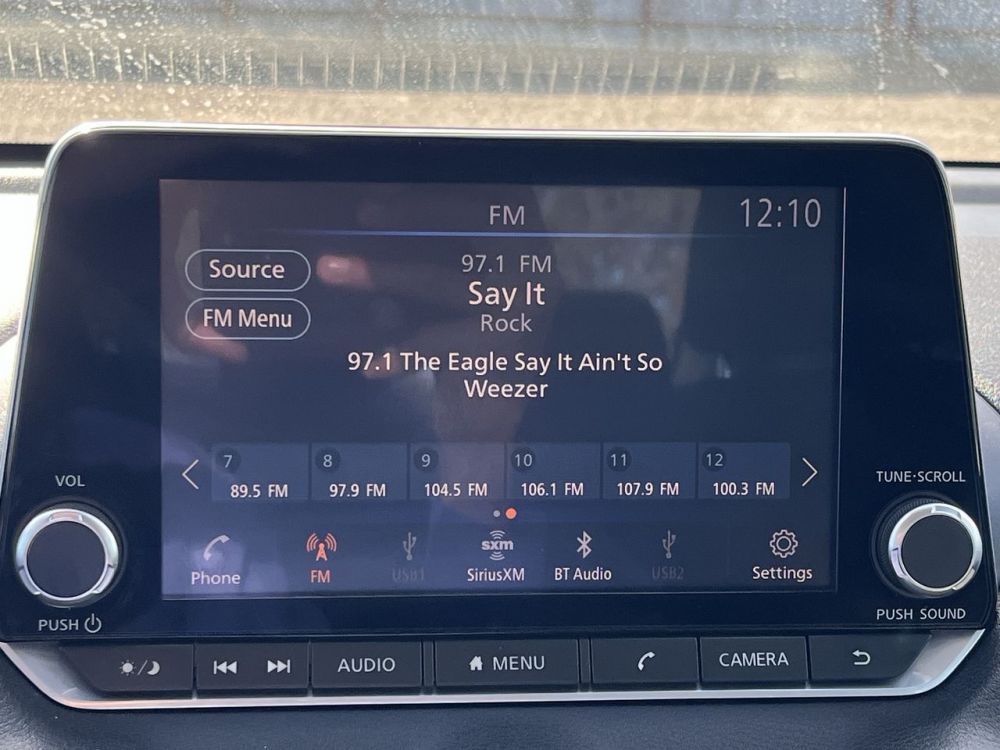 FM
12:10
Source
97.1 FM
Say It
FM Menu
Rock
97.1 The Eagle Say It Ain't So
Weezer
7
8
9
10
11
12
89.5 FM
97.9 FM
104.5 FM
106.1 FM
107.9 FM
100.3 FM
VOL
TUNE·SCROLL
sxm
Phone
FM
USB1
SiriusXM
BT Audio
USB2
Settings
PUSH
PUSH SOUND
AUDIO
MENU
CAMERA